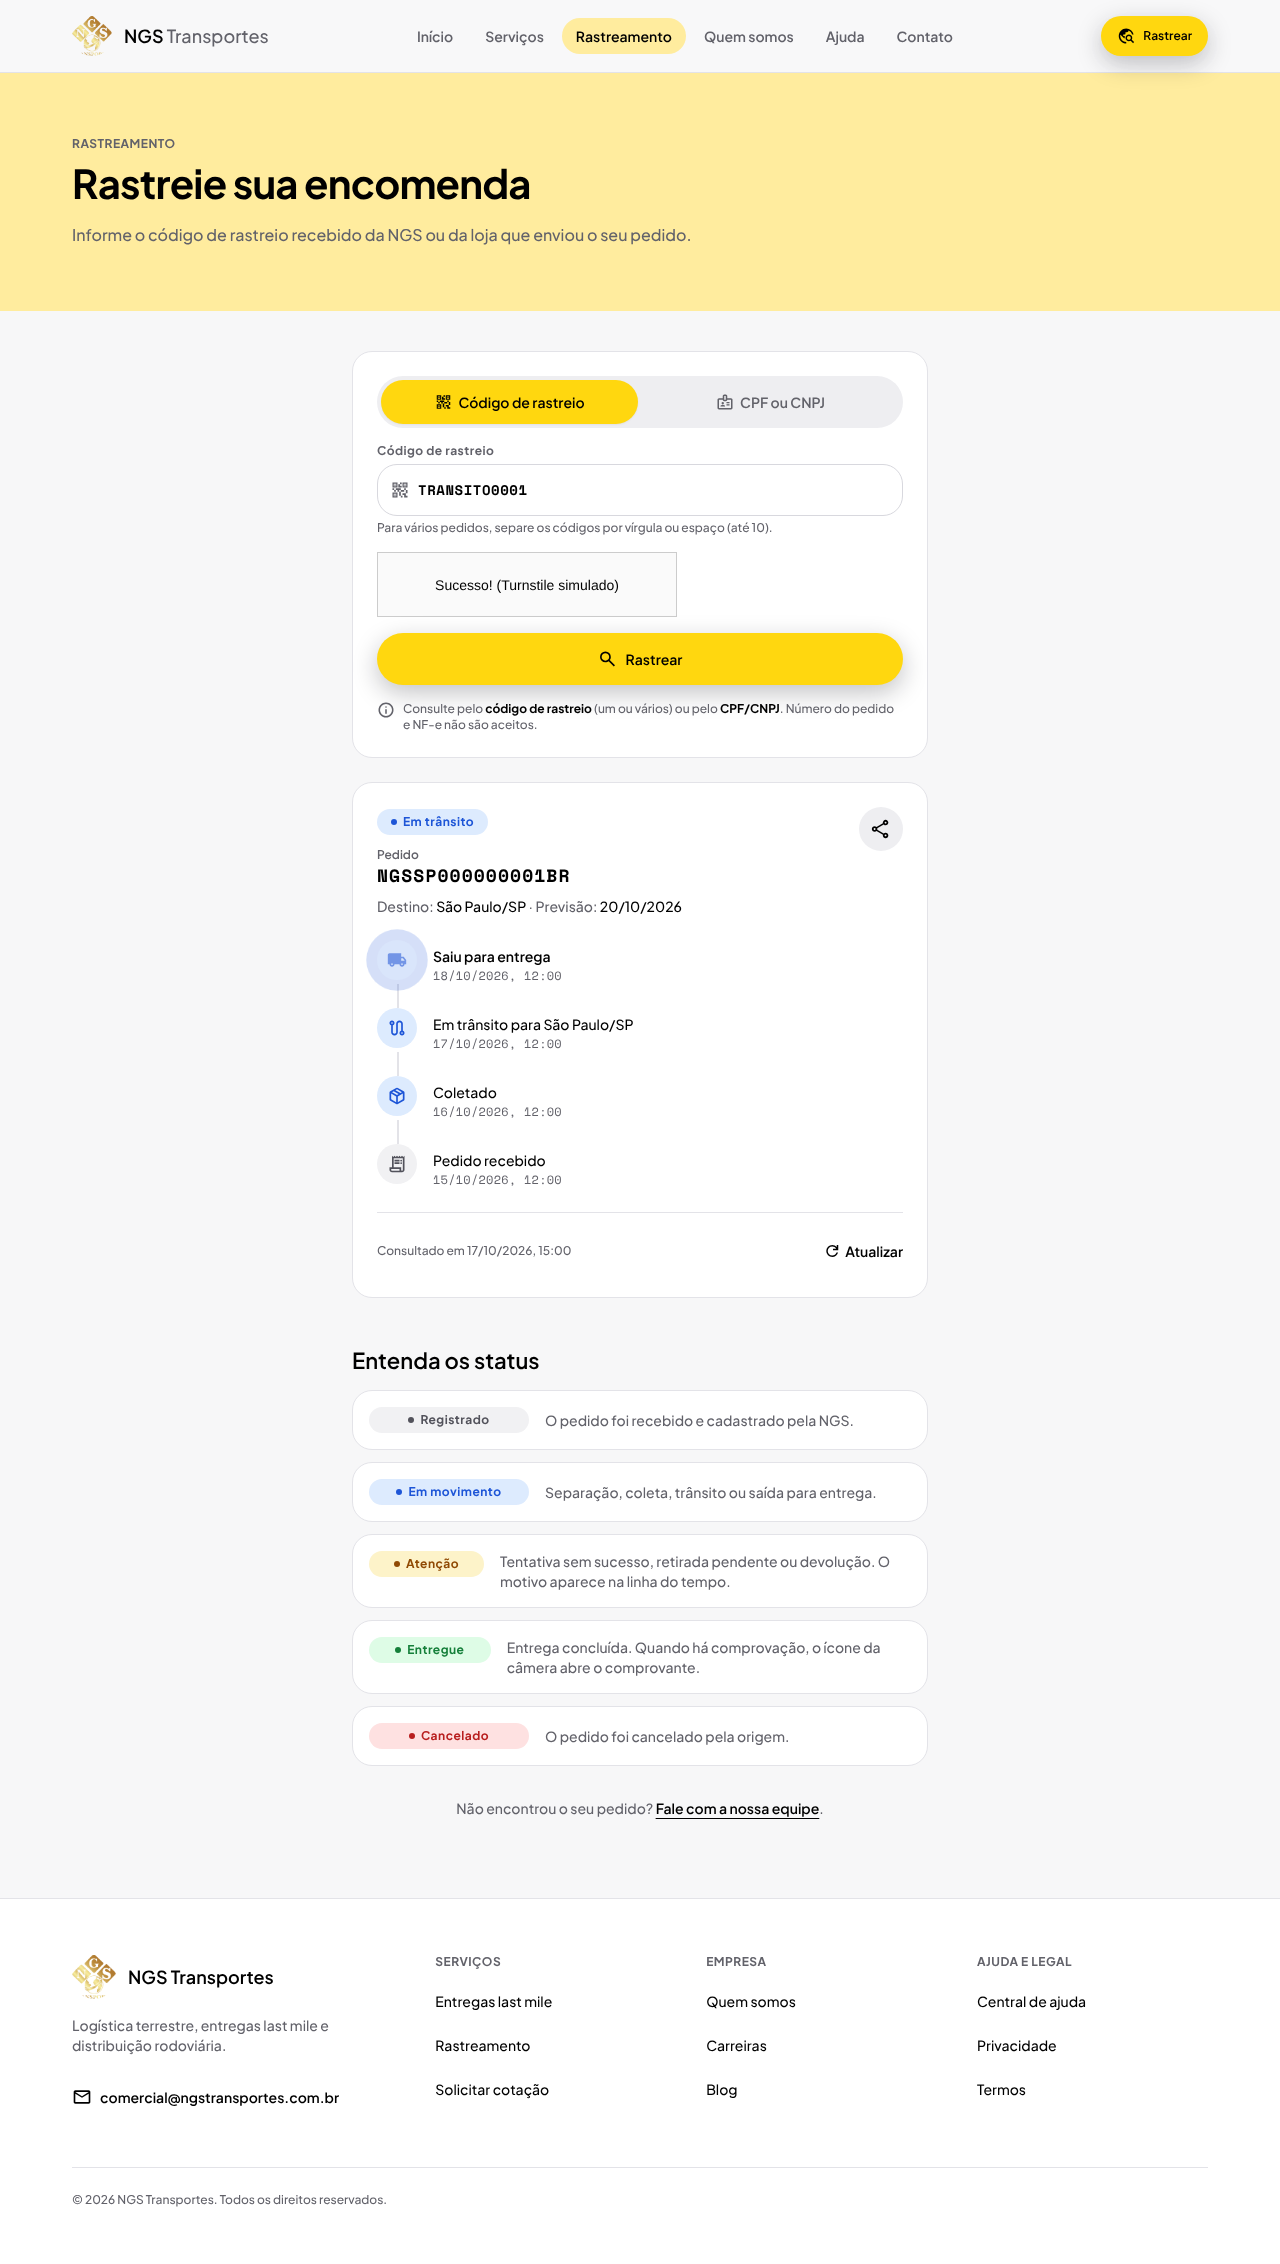 NGS Transportes
Início
Serviços
Rastreamento
Quem somos
Ajuda
Contato
Rastrear
RASTREAMENTO
Rastreie sua encomenda
Informe o código de rastreio recebido da NGS ou da loja que enviou o seu pedido.
Código de rastreio
CPF ou CNPJ
Código de rastreio
TRANSITO0001
Para vários pedidos, separe os códigos por vírgula ou espaço (até 10).
Sucesso! (Turnstile simulado)
Rastrear
Consulte pelo código de rastreio (um ou vários) ou pelo CPF/CNPJ. Número do pedido
e NF-e não são aceitos.
Em trânsito
Pedido
NGSSP000000001BR
Destino: São Paulo/SP · Previsão: 20/10/2026
Saiu para entrega
18/10/2026, 12:00
Em trânsito para São Paulo/SP
17/10/2026, 12:00
Coletado
16/10/2026, 12:00
Pedido recebido
15/10/2026, 12:00
Consultado em 17/10/2026, 15:00
Atualizar
Entenda os status
Registrado
O pedido foi recebido e cadastrado pela NGS.
Em movimento
Separação, coleta, trânsito ou saída para entrega.
Atenção
Tentativa sem sucesso, retirada pendente ou devolução. O
motivo aparece na linha do tempo.
Entregue
Entrega concluída. Quando há comprovação, o ícone da
câmera abre o comprovante.
Cancelado
O pedido foi cancelado pela origem.
Não encontrou o seu pedido? Fale com a nossa equipe.
NGS Transportes
Logística terrestre, entregas last mile e
distribuição rodoviária.
comercial@ngstransportes.com.br
SERVIÇOS
Entregas last mile
Rastreamento
Solicitar cotação
EMPRESA
Quem somos
Carreiras
Blog
AJUDA E LEGAL
Central de ajuda
Privacidade
Termos
© 2026 NGS Transportes. Todos os direitos reservados.